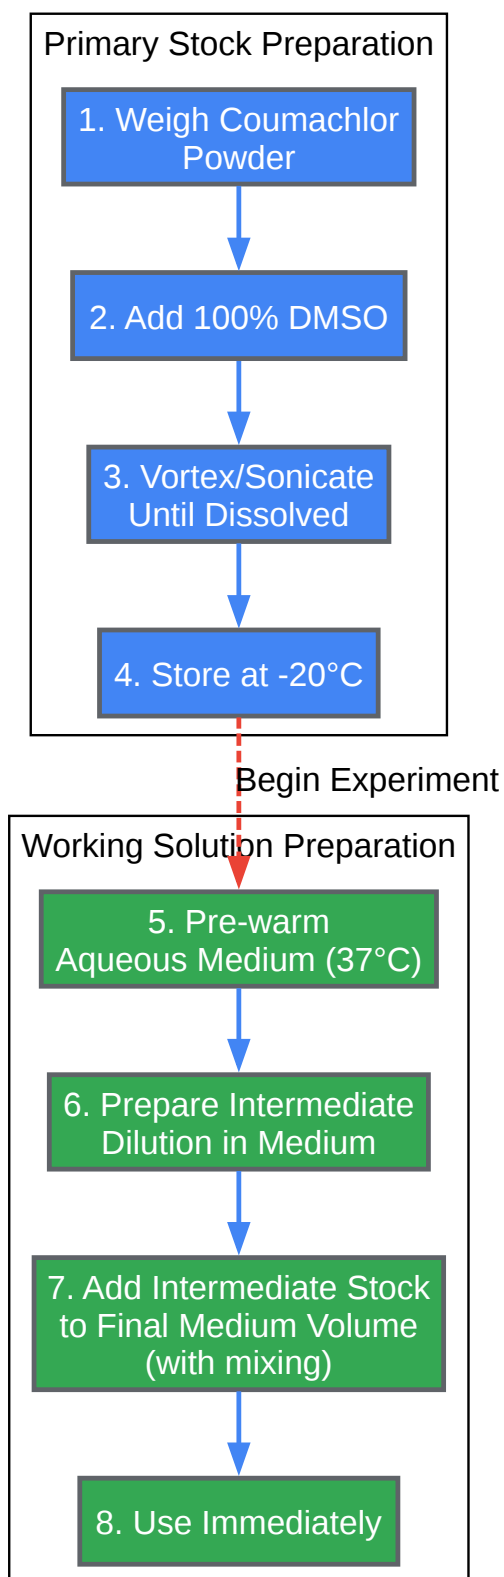 Primary Stock Preparation
1. Weigh Coumachlor
Powder
2. Add 100% DMSO
3. Vortex/Sonicate
Until Dissolved
4. Store at -20°C
Begin Experiment
Working Solution Preparation
5. Pre-warm
Aqueous Medium (37°C)
6. Prepare Intermediate
Dilution in Medium
7. Add Intermediate Stock
to Final Medium Volume
(with mixing)
8. Use Immediately